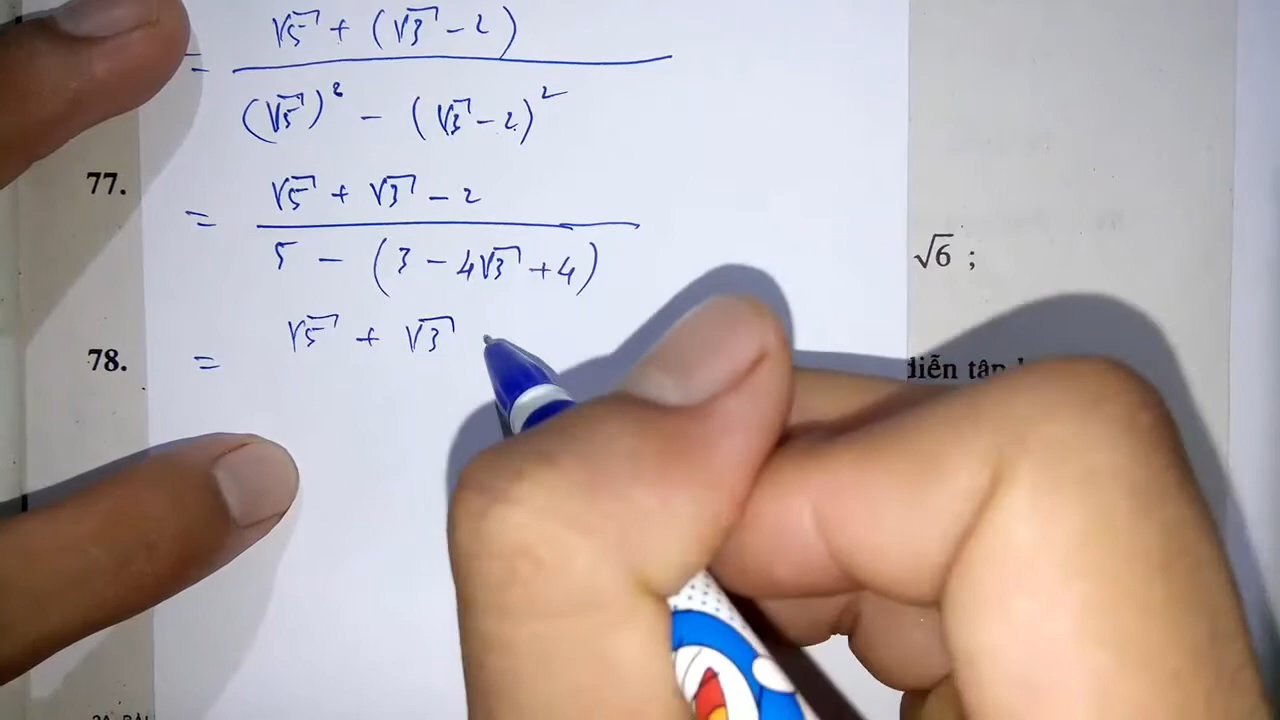 = √5 + (√3 - 2)
(√5)² - (√3 - 2)²
77.
= √5 + √3 - 2
5 - (3 - 4√3 + 4)
√6 ;
78.
= √5 + √3
diễn tập